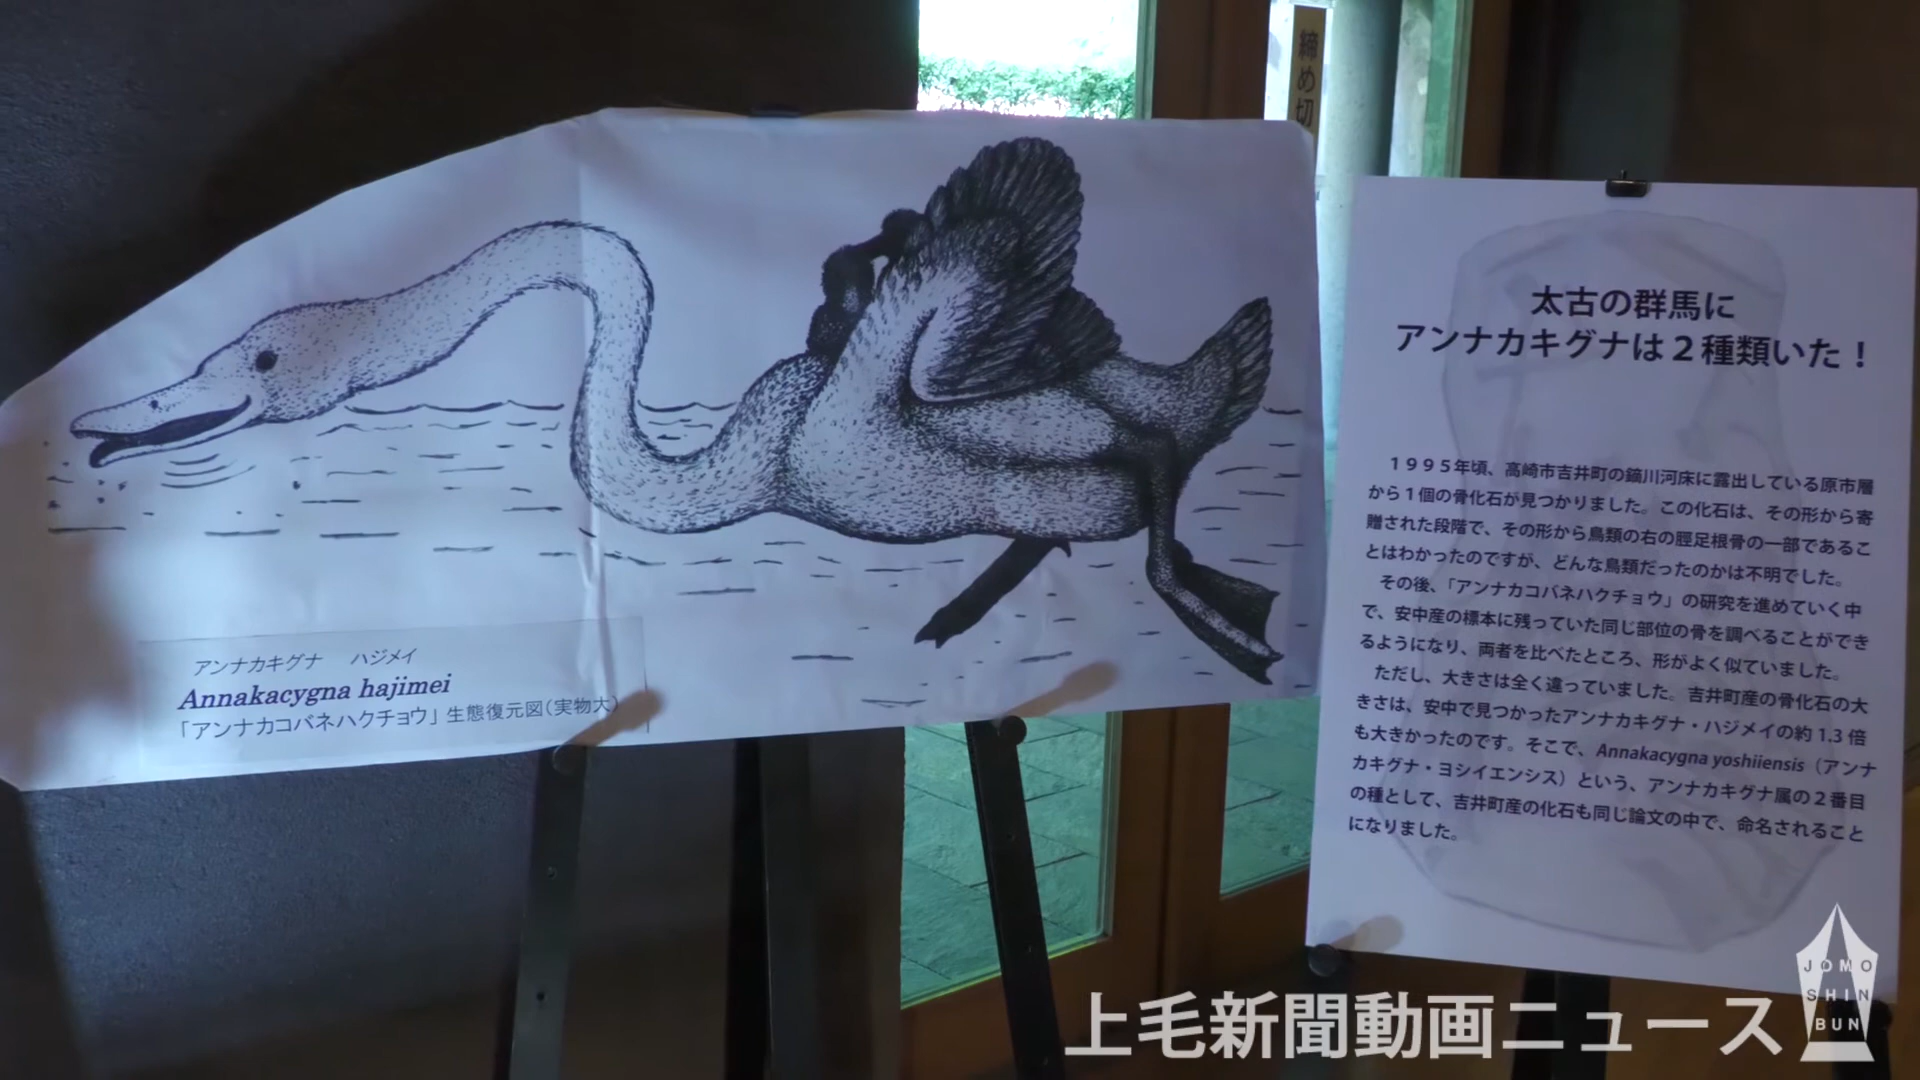 締め切
アンナカキグナ　ハジメイ
Annakacygna hajimei
「アンナカコバネハクチョウ」生態復元図(実物大)
太古の群馬に
アンナカキグナは２種類いた！
１９９５年頃、高崎市吉井町の鏑川河床に露出している原市層
から１個の骨化石が見つかりました。この化石は、その形から寄
贈された段階で、その形から鳥類の右の脛足根骨の一部であるこ
とはわかったのですが、どんな鳥類だったのかは不明でした。
その後、「アンナカコバネハクチョウ」の研究を進めていく中
で、安中産の標本に残っていた同じ部位の骨を調べることができ
るようになり、両者を比べたところ、形がよく似ていました。
ただし、大きさは全く違っていました。吉井町産の骨化石の大
きさは、安中で見つかったアンナカキグナ・ハジメイの約 1.3 倍
も大きかったのです。そこで、Annakacygna yoshiiensis（アンナ
カキグナ・ヨシイエンシス）という、アンナカキグナ属の２番目
の種として、吉井町産の化石も同じ論文の中で、命名されること
になりました。
上毛新聞動画ニュース
JOMO
SHIN
BUN